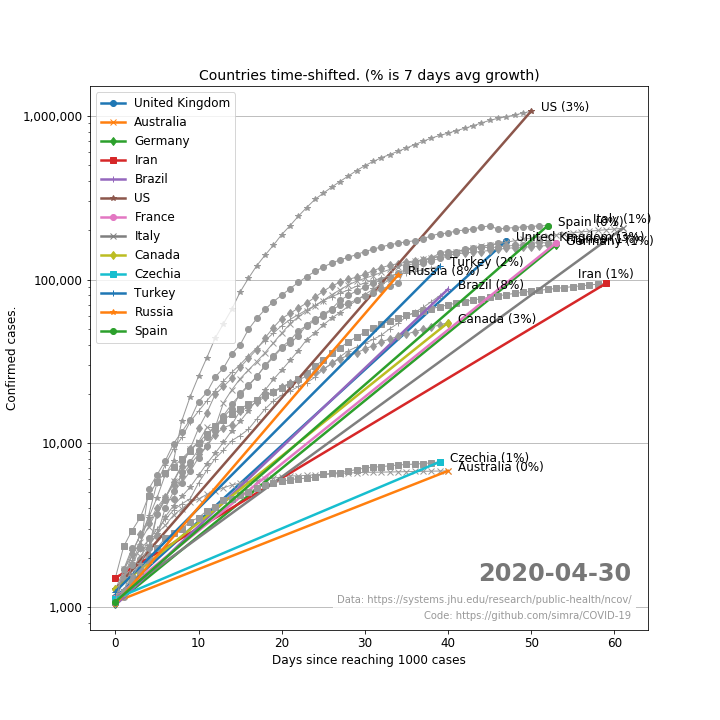 Countries time-shifted. (% is 7 days avg growth)
1,000,000
100,000
10,000
1,000
Confirmed cases.
United Kingdom
Australia
Germany
Iran
Brazil
US
France
Italy
Canada
Czechia
Turkey
Russia
Spain
US (3%)
Italy (1%)
Spain (0%)
United Kingdom (3%)
Germany (1%)
Turkey (2%)
Russia (8%)
Iran (1%)
Brazil (8%)
Canada (3%)
Czechia (1%)
Australia (0%)
2020-04-30
Data: https://systems.jhu.edu/research/public-health/ncov/
Code: https://github.com/simra/COVID-19
0 10 20 30 40 50 60
Days since reaching 1000 cases